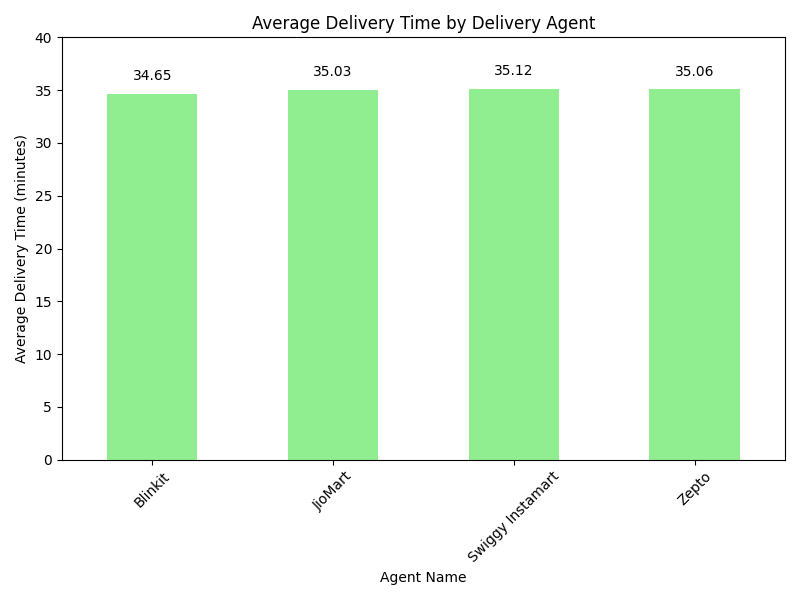 Average Delivery Time by Delivery Agent
Average Delivery Time (minutes)
40
35
30
25
20
15
10
5
0
34.65
35.03
35.12
35.06
Blinkit
JioMart
Swiggy Instamart
Zepto
Agent Name